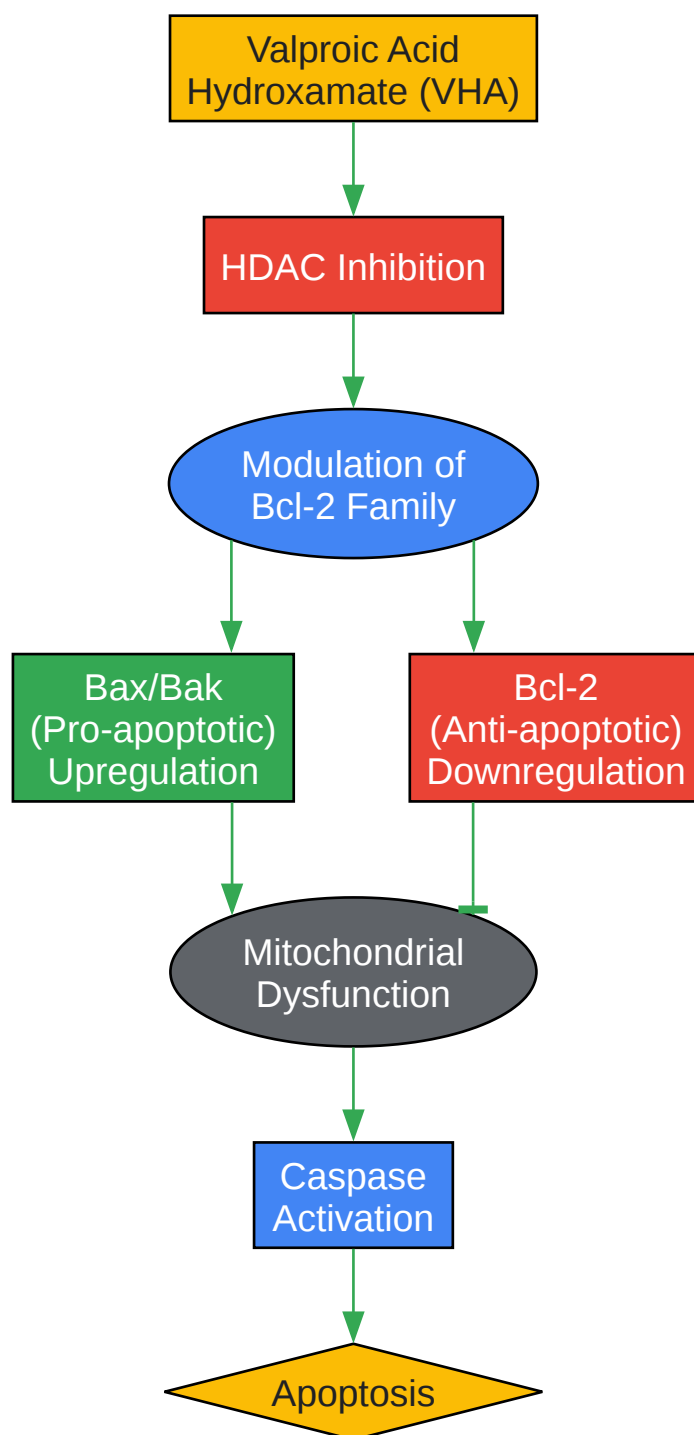 Valproic Acid
Hydroxamate (VHA)
HDAC Inhibition
Modulation of
Bcl-2 Family
Bax/Bak
(Pro-apoptotic)
Upregulation
Bcl-2
(Anti-apoptotic)
Downregulation
Mitochondrial
Dysfunction
Caspase
Activation
Apoptosis